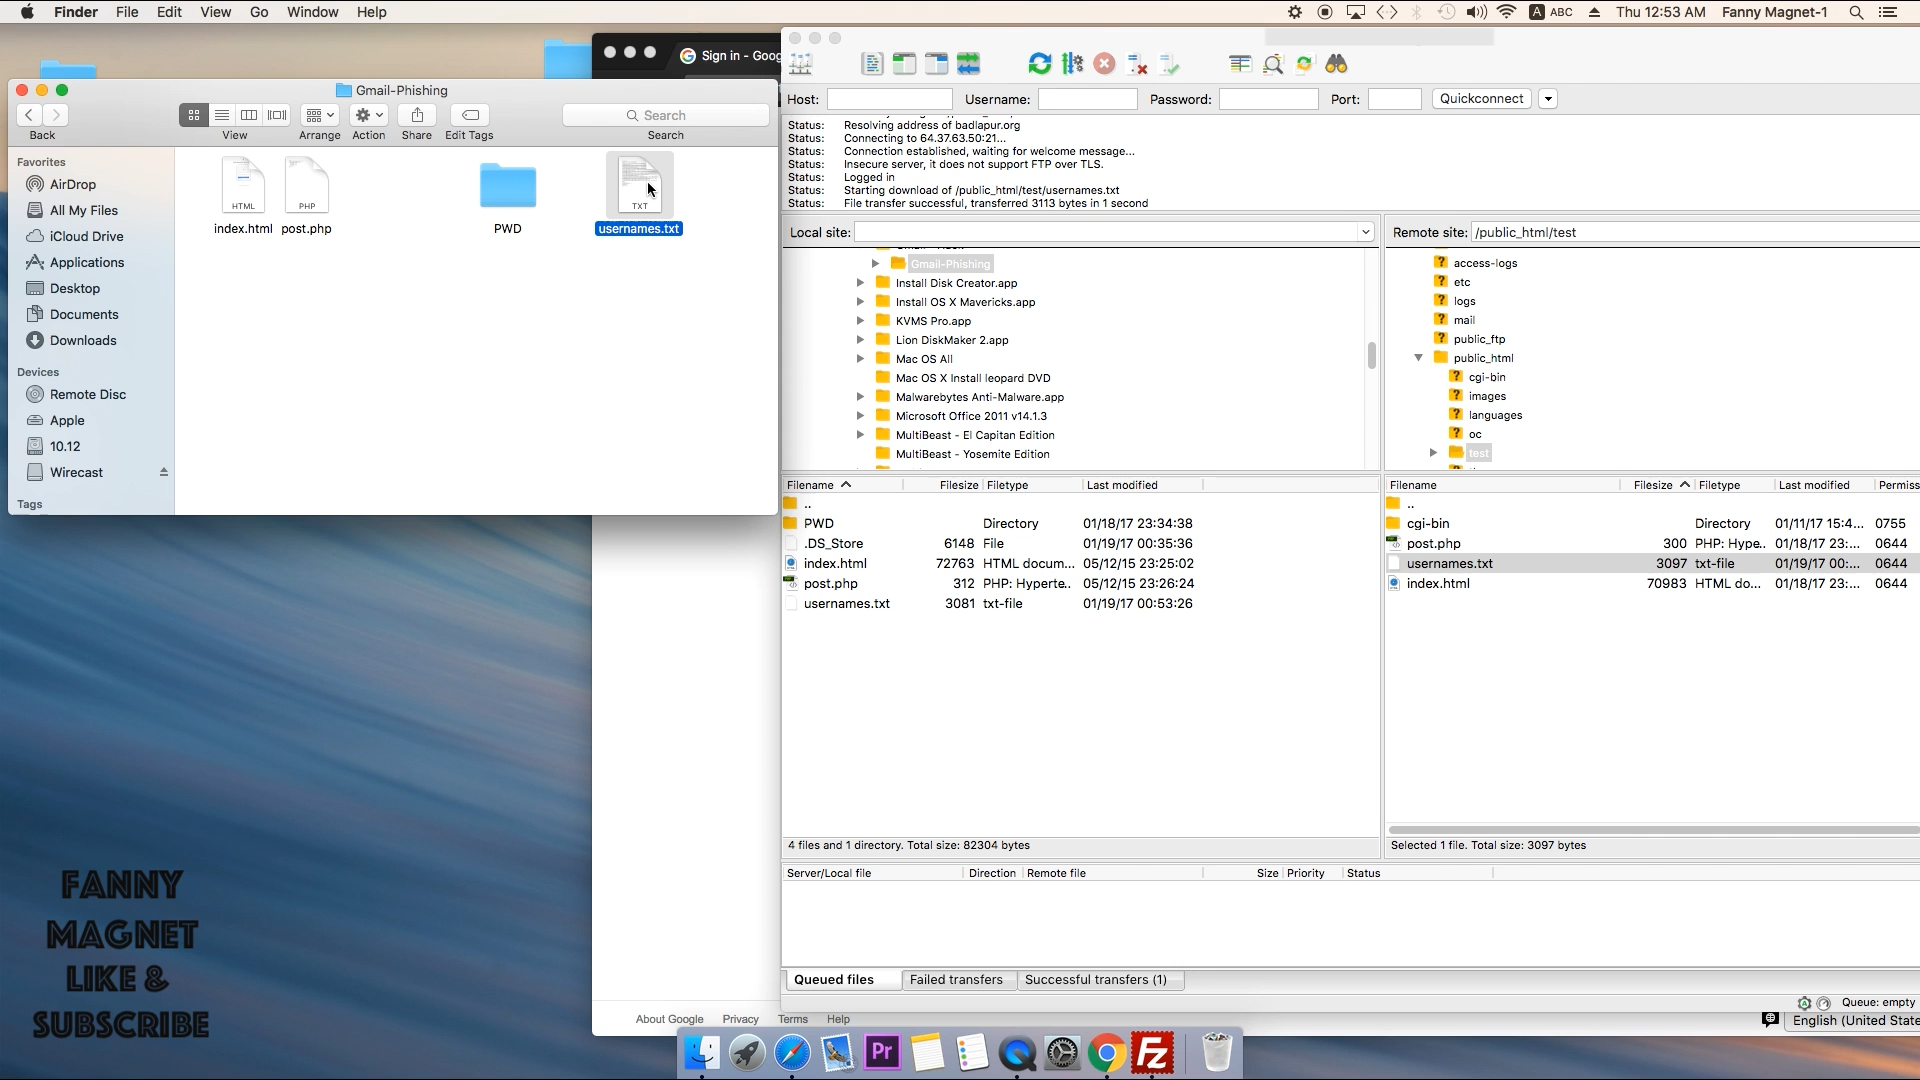 Finder File Edit View Go Window Help
A ABC Thu 12:53 AM Fanny Magnet-1
Gmail-Phishing
Search
Back View Arrange Action Share Edit Tags Search
Favorites
AirDrop
All My Files
iCloud Drive
Applications
Desktop
Documents
Downloads
Devices
Remote Disc
Apple
10.12
Wirecast
Tags
HTML PHP TXT
index.html post.php PWD usernames.txt
G Sign in - Goog
Host: Username: Password: Port: Quickconnect
Status: Resolving address of badlapur.org
Status: Connecting to 64.37.63.50:21...
Status: Connection established, waiting for welcome message...
Status: Insecure server, it does not support FTP over TLS.
Status: Logged in
Status: Starting download of /public_html/test/usernames.txt
Status: File transfer successful, transferred 3113 bytes in 1 second
Local site:
Gmail-Phishing
Install Disk Creator.app
Install OS X Mavericks.app
KVMS Pro.app
Lion DiskMaker 2.app
Mac OS All
Mac OS X Install leopard DVD
Malwarebytes Anti-Malware.app
Microsoft Office 2011 v14.1.3
MultiBeast - El Capitan Edition
MultiBeast - Yosemite Edition
Remote site: /public_html/test
? access-logs
? etc
? logs
? mail
? public_ftp
public_html
? cgi-bin
? images
? languages
? oc
test
Filename Filesize Filetype Last modified
..
PWD Directory 01/18/17 23:34:38
.DS_Store 6148 File 01/19/17 00:35:36
index.html 72763 HTML docum... 05/12/15 23:25:02
post.php 312 PHP: Hyperte.. 05/12/15 23:26:24
usernames.txt 3081 txt-file 01/19/17 00:53:26
4 files and 1 directory. Total size: 82304 bytes
Filename Filesize Filetype Last modified Permiss
..
cgi-bin Directory 01/11/17 15:4... 0755
post.php 300 PHP: Hype.. 01/18/17 23:... 0644
usernames.txt 3097 txt-file 01/19/17 00:... 0644
index.html 70983 HTML do... 01/18/17 23:... 0644
Selected 1 file. Total size: 3097 bytes
Server/Local file Direction Remote file Size Priority Status
Queued files Failed transfers Successful transfers (1)
Queue: empty
About Google Privacy Terms Help
English (United State
Pr Fz
FANNY
MAGNET
LIKE &
SUBSCRIBE